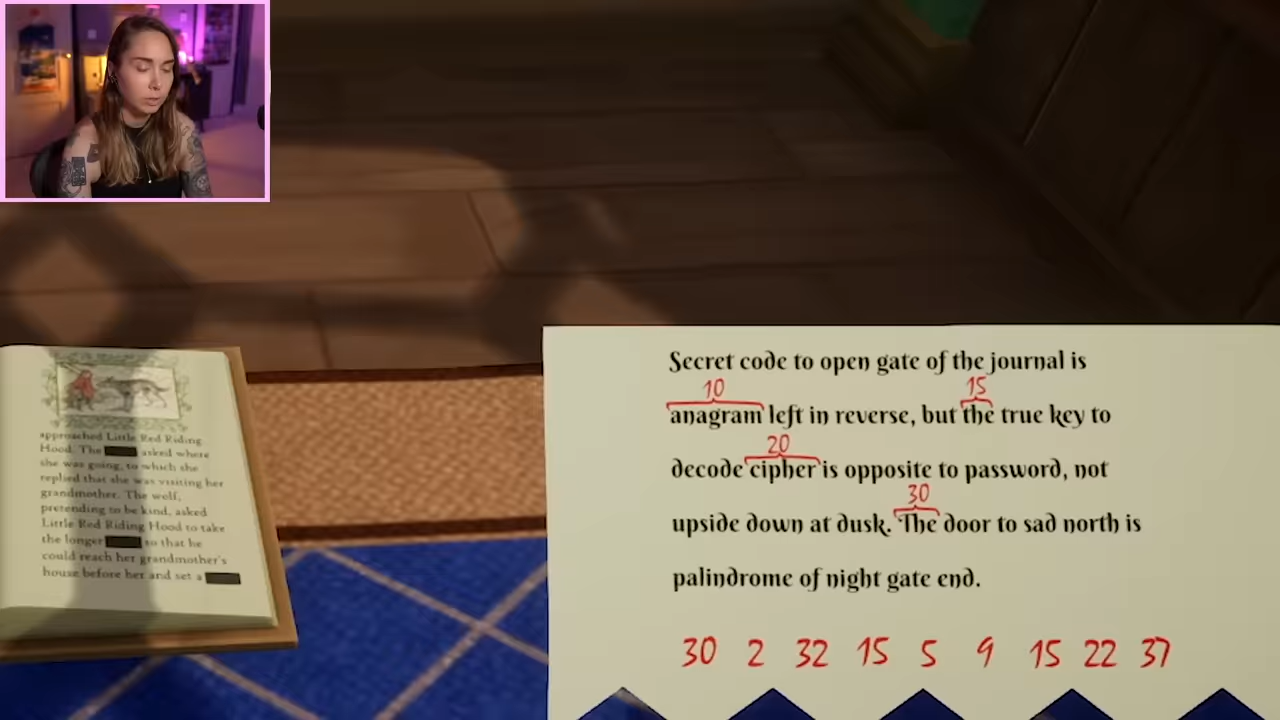 approached Little Red Riding
Hood. The asked where
she was going, to which she
replied that she was visiting her
grandmother. The wolf,
pretending to be kind, asked
Little Red Riding Hood to take
the longer so that he
could reach her grandmother's
house before her and set a
Secret code to open gate of the journal is
10 15
anagram left in reverse, but the true key to
20
decode cipher is opposite to password, not
30
upside down at dusk. The door to sad north is
palindrome of night gate end.
30 2 32 15 5 9 15 22 37